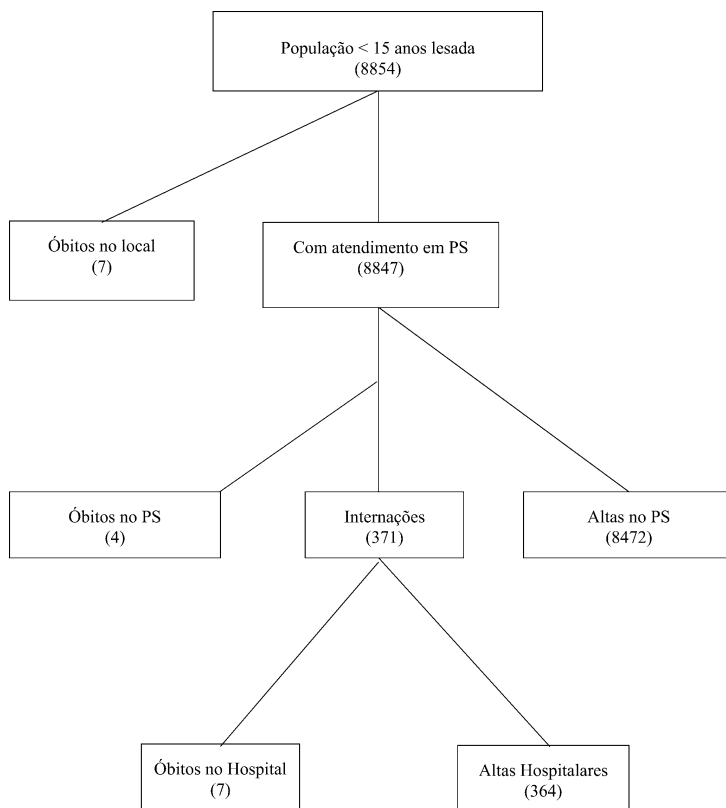 População < 15 anos lesada
(8854)
Óbitos no local
(7)
Com atendimento em PS
(8847)
Óbitos no PS
(4)
Internações
(371)
Altas no PS
(8472)
Óbitos no Hospital
(7)
Altas Hospitalares
(364)